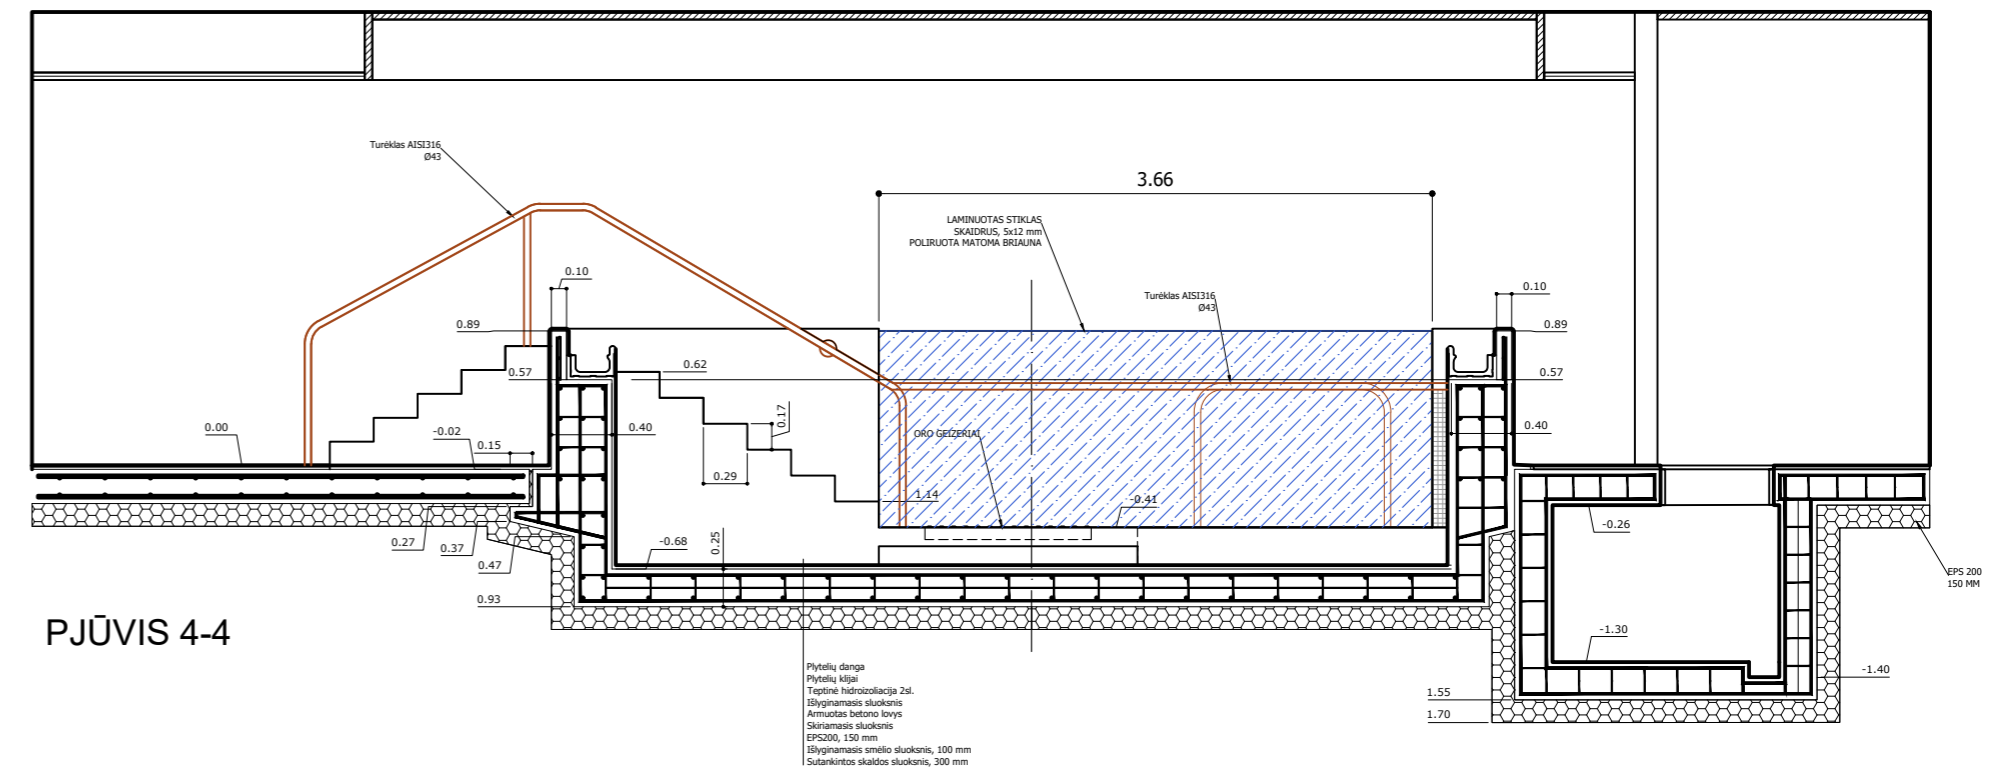 Turėklas AISI316
Ø43
3.66
LAMINUOTAS STIKLAS
SKAIDRUS, 5x12 mm
POLIRUOTA MATOMA BRIAUNA
0.10
Turėklas AISI316
Ø43
0.10
0.89
0.89
0.57
0.62
0.57
0.00
-0.02
0.15
0.40
0.17
ORO GEIZERIAI
0.40
0.29
1.14
-0.41
-0.26
0.27
0.37
0.47
-0.68
0.25
0.93
EPS 200
150 MM
PJŪVIS 4-4
-1.30
-1.40
1.55
1.70
Plytelių danga
Plytelių klijai
Teptinė hidroizoliacija 2sl.
Išlyginamasis sluoksnis
Armuotas betono lovys
Skiriamasis sluoksnis
EPS200, 150 mm
Išlyginamasis smėlio sluoksnis, 100 mm
Sutankintos skaldos sluoksnis, 300 mm